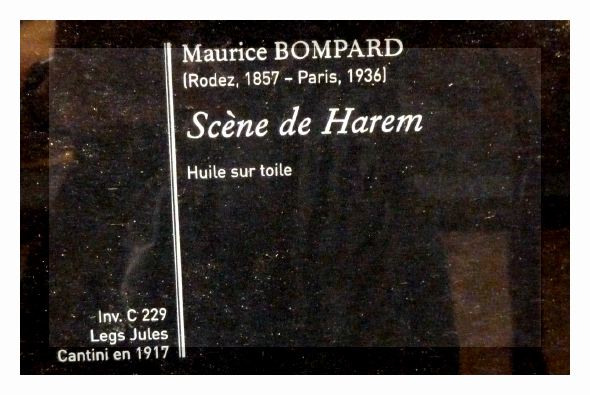 Maurice BOMPARD
(Rodez, 1857 – Paris, 1936)
Scène de Harem
Huile sur toile
Inv. C 229
Legs Jules
Cantini en 1917